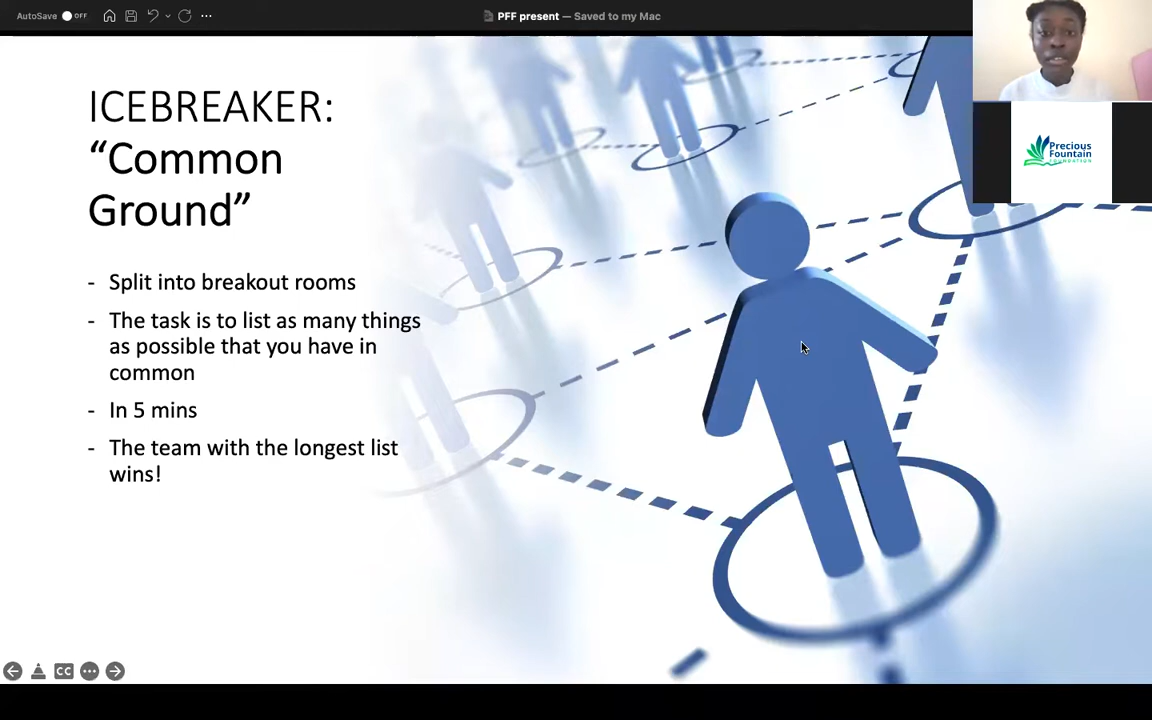 AutoSave OFF
PFF present — Saved to my Mac
ICEBREAKER:
“Common
Ground”
- Split into breakout rooms
- The task is to list as many things
as possible that you have in
common
- In 5 mins
- The team with the longest list
wins!
Precious
Fountain
FOUNDATION
CC